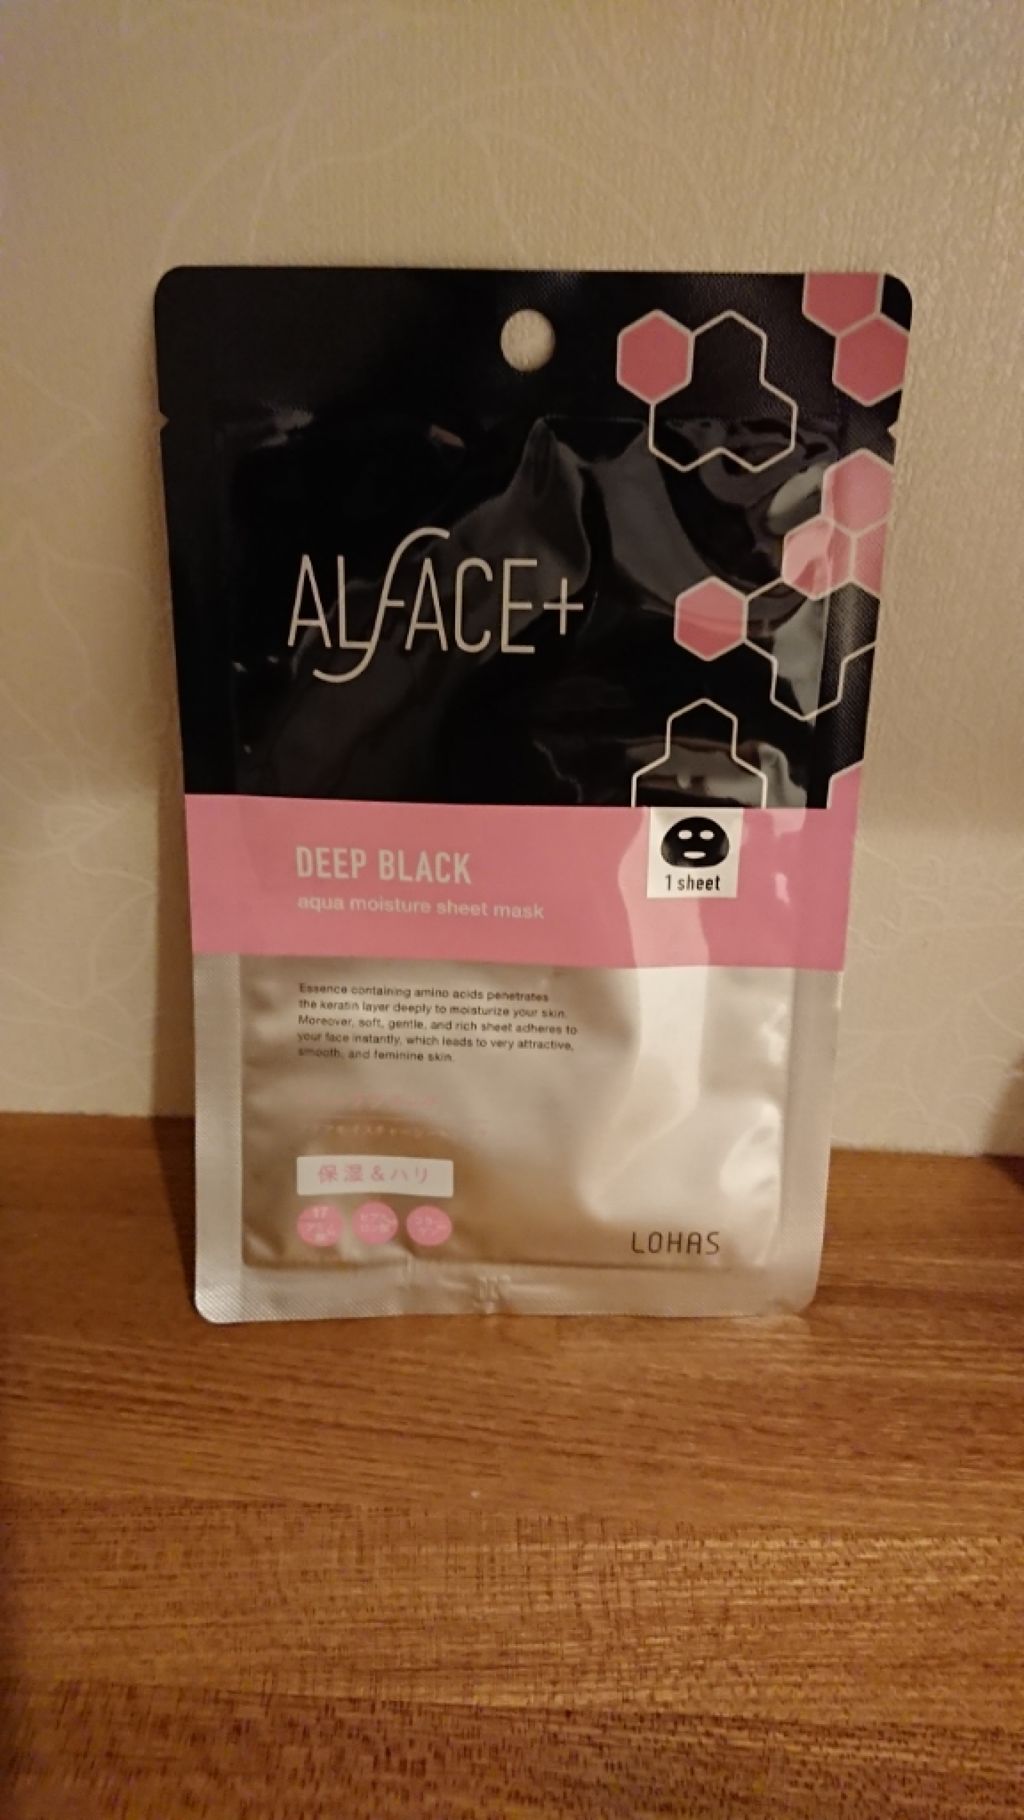 ALFACE+
DEEP BLACK
aqua moisture sheet mask
1 sheet
Essence containing amino acids penetrates
the keratin layer deeply to moisturize your skin.
Moreover, soft, gentle, and rich sheet adheres to
your face instantly, which leads to very attractive,
smooth, and feminine skin.
保湿&ハリ
17
LOHAS